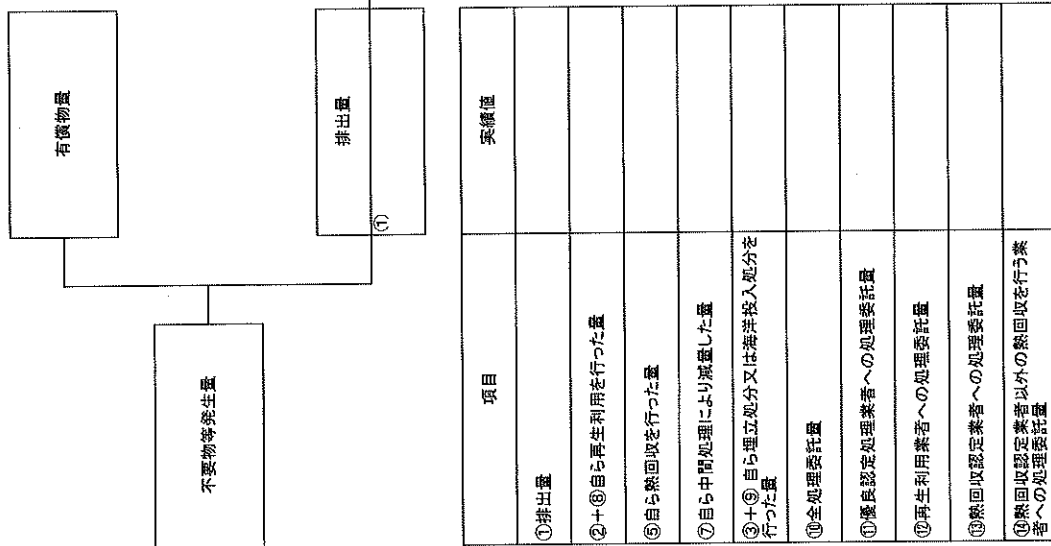 不要物等発生量
有償物量
排出量
①
項目
実績値
①排出量
②+⑧自ら再生利用を行った量
⑤自ら熱回収を行った量
⑦自ら中間処理により減量した量
③+⑨ 自ら埋立処分又は海洋投入処分を
行った量
⑩全処理委託量
⑪優良認定処理業者への処理委託量
⑫再生利用業者への処理委託量
⑬熱回収認定業者への処理委託量
⑭熱回収認定業者以外の熱回収を行う業
者への処理委託量